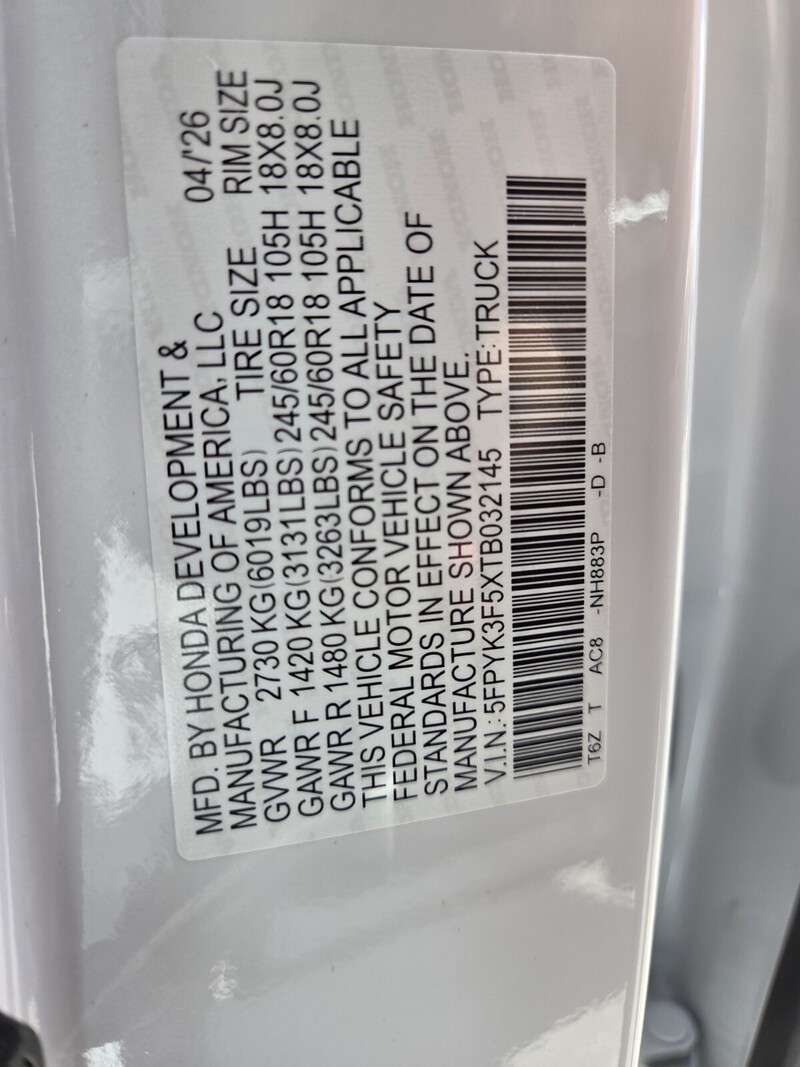 MFD. BY HONDA DEVELOPMENT &
MANUFACTURING OF AMERICA, LLC 04/'26
GVWR 2730 KG(6019LBS) TIRE SIZE RIM SIZE
GAWR F 1420 KG(3131LBS) 245/60R18 105H 18X8.0J
GAWR R 1480 KG(3263LBS) 245/60R18 105H 18X8.0J
THIS VEHICLE CONFORMS TO ALL APPLICABLE
FEDERAL MOTOR VEHICLE SAFETY
STANDARDS IN EFFECT ON THE DATE OF
MANUFACTURE SHOWN ABOVE.
V.I.N.: 5FPYK3F5XTB032145 TYPE: TRUCK
T6Z T AC8 -NH883P -D -B